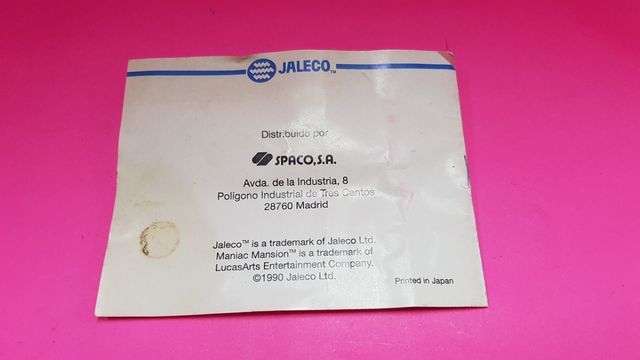 JALECO™
Distribuido por
SPACO, S.A.
Avda. de la Industria, 8
Polígono Industrial de Tres Cantos
28760 Madrid
Jaleco™ is a trademark of Jaleco Ltd.
Maniac Mansion™ is a trademark of
LucasArts Entertainment Company.
©1990 Jaleco Ltd.
Printed in Japan